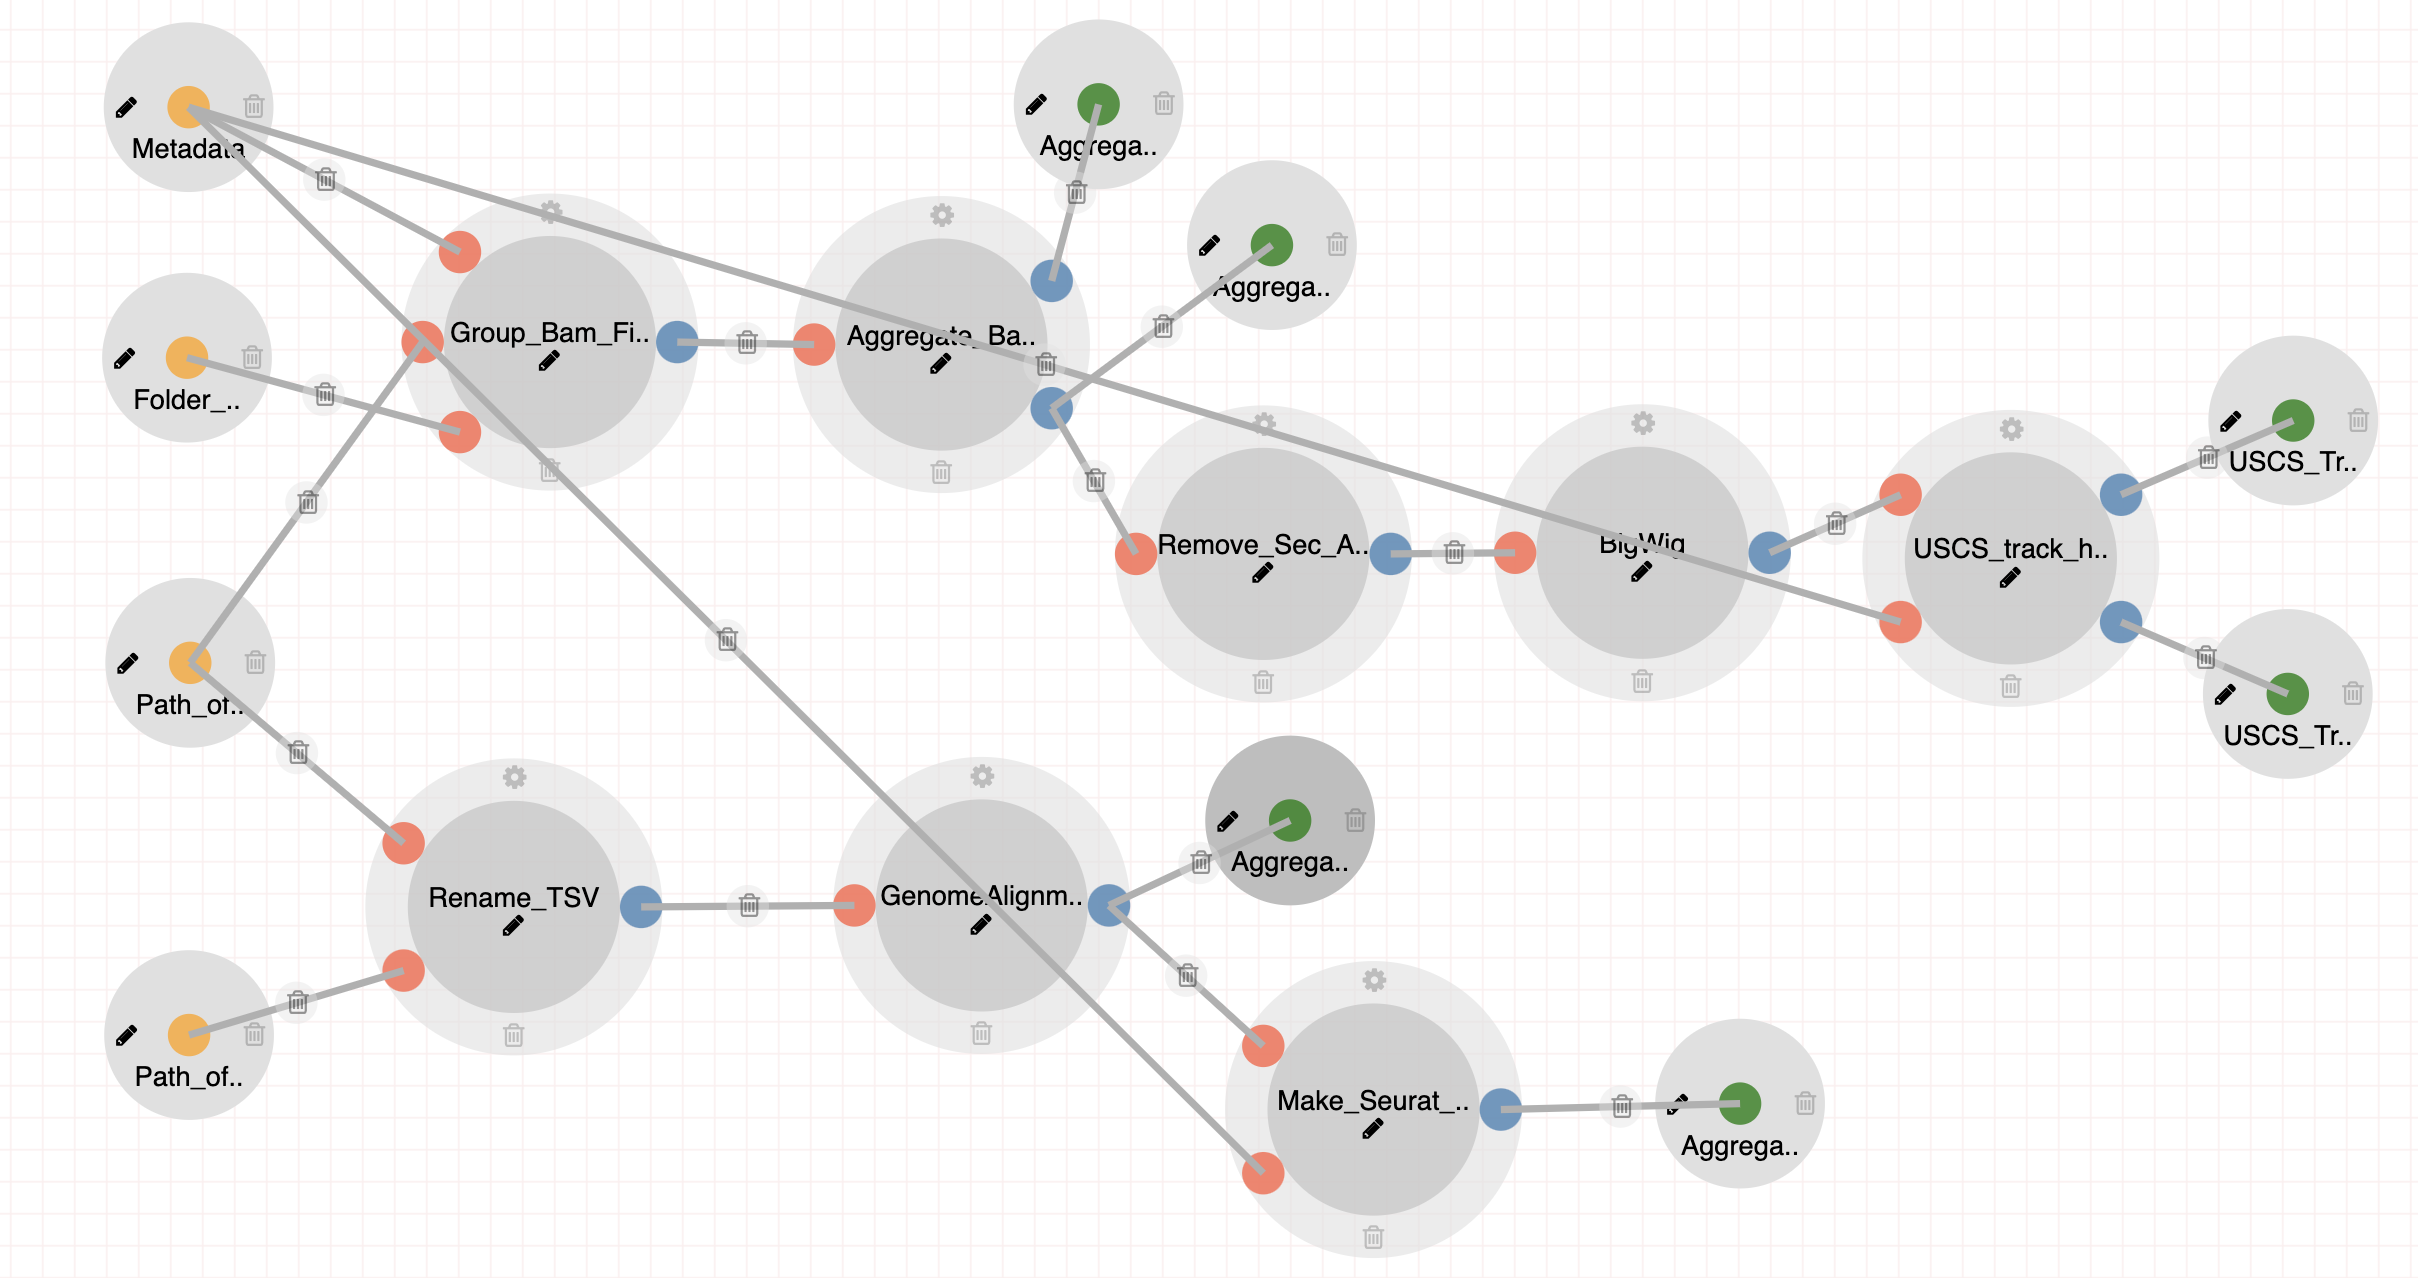 Metadata
Aggrega..
Aggrega..
Group_Bam_Fi..
Aggregate_Ba..
Folder_..
USCS_Tr..
Remove_Sec_A..
BigWig
USCS_track_h..
Path_of..
USCS_Tr..
Aggrega..
Rename_TSV
GenomeAlignm..
Path_of..
Make_Seurat_..
Aggrega..